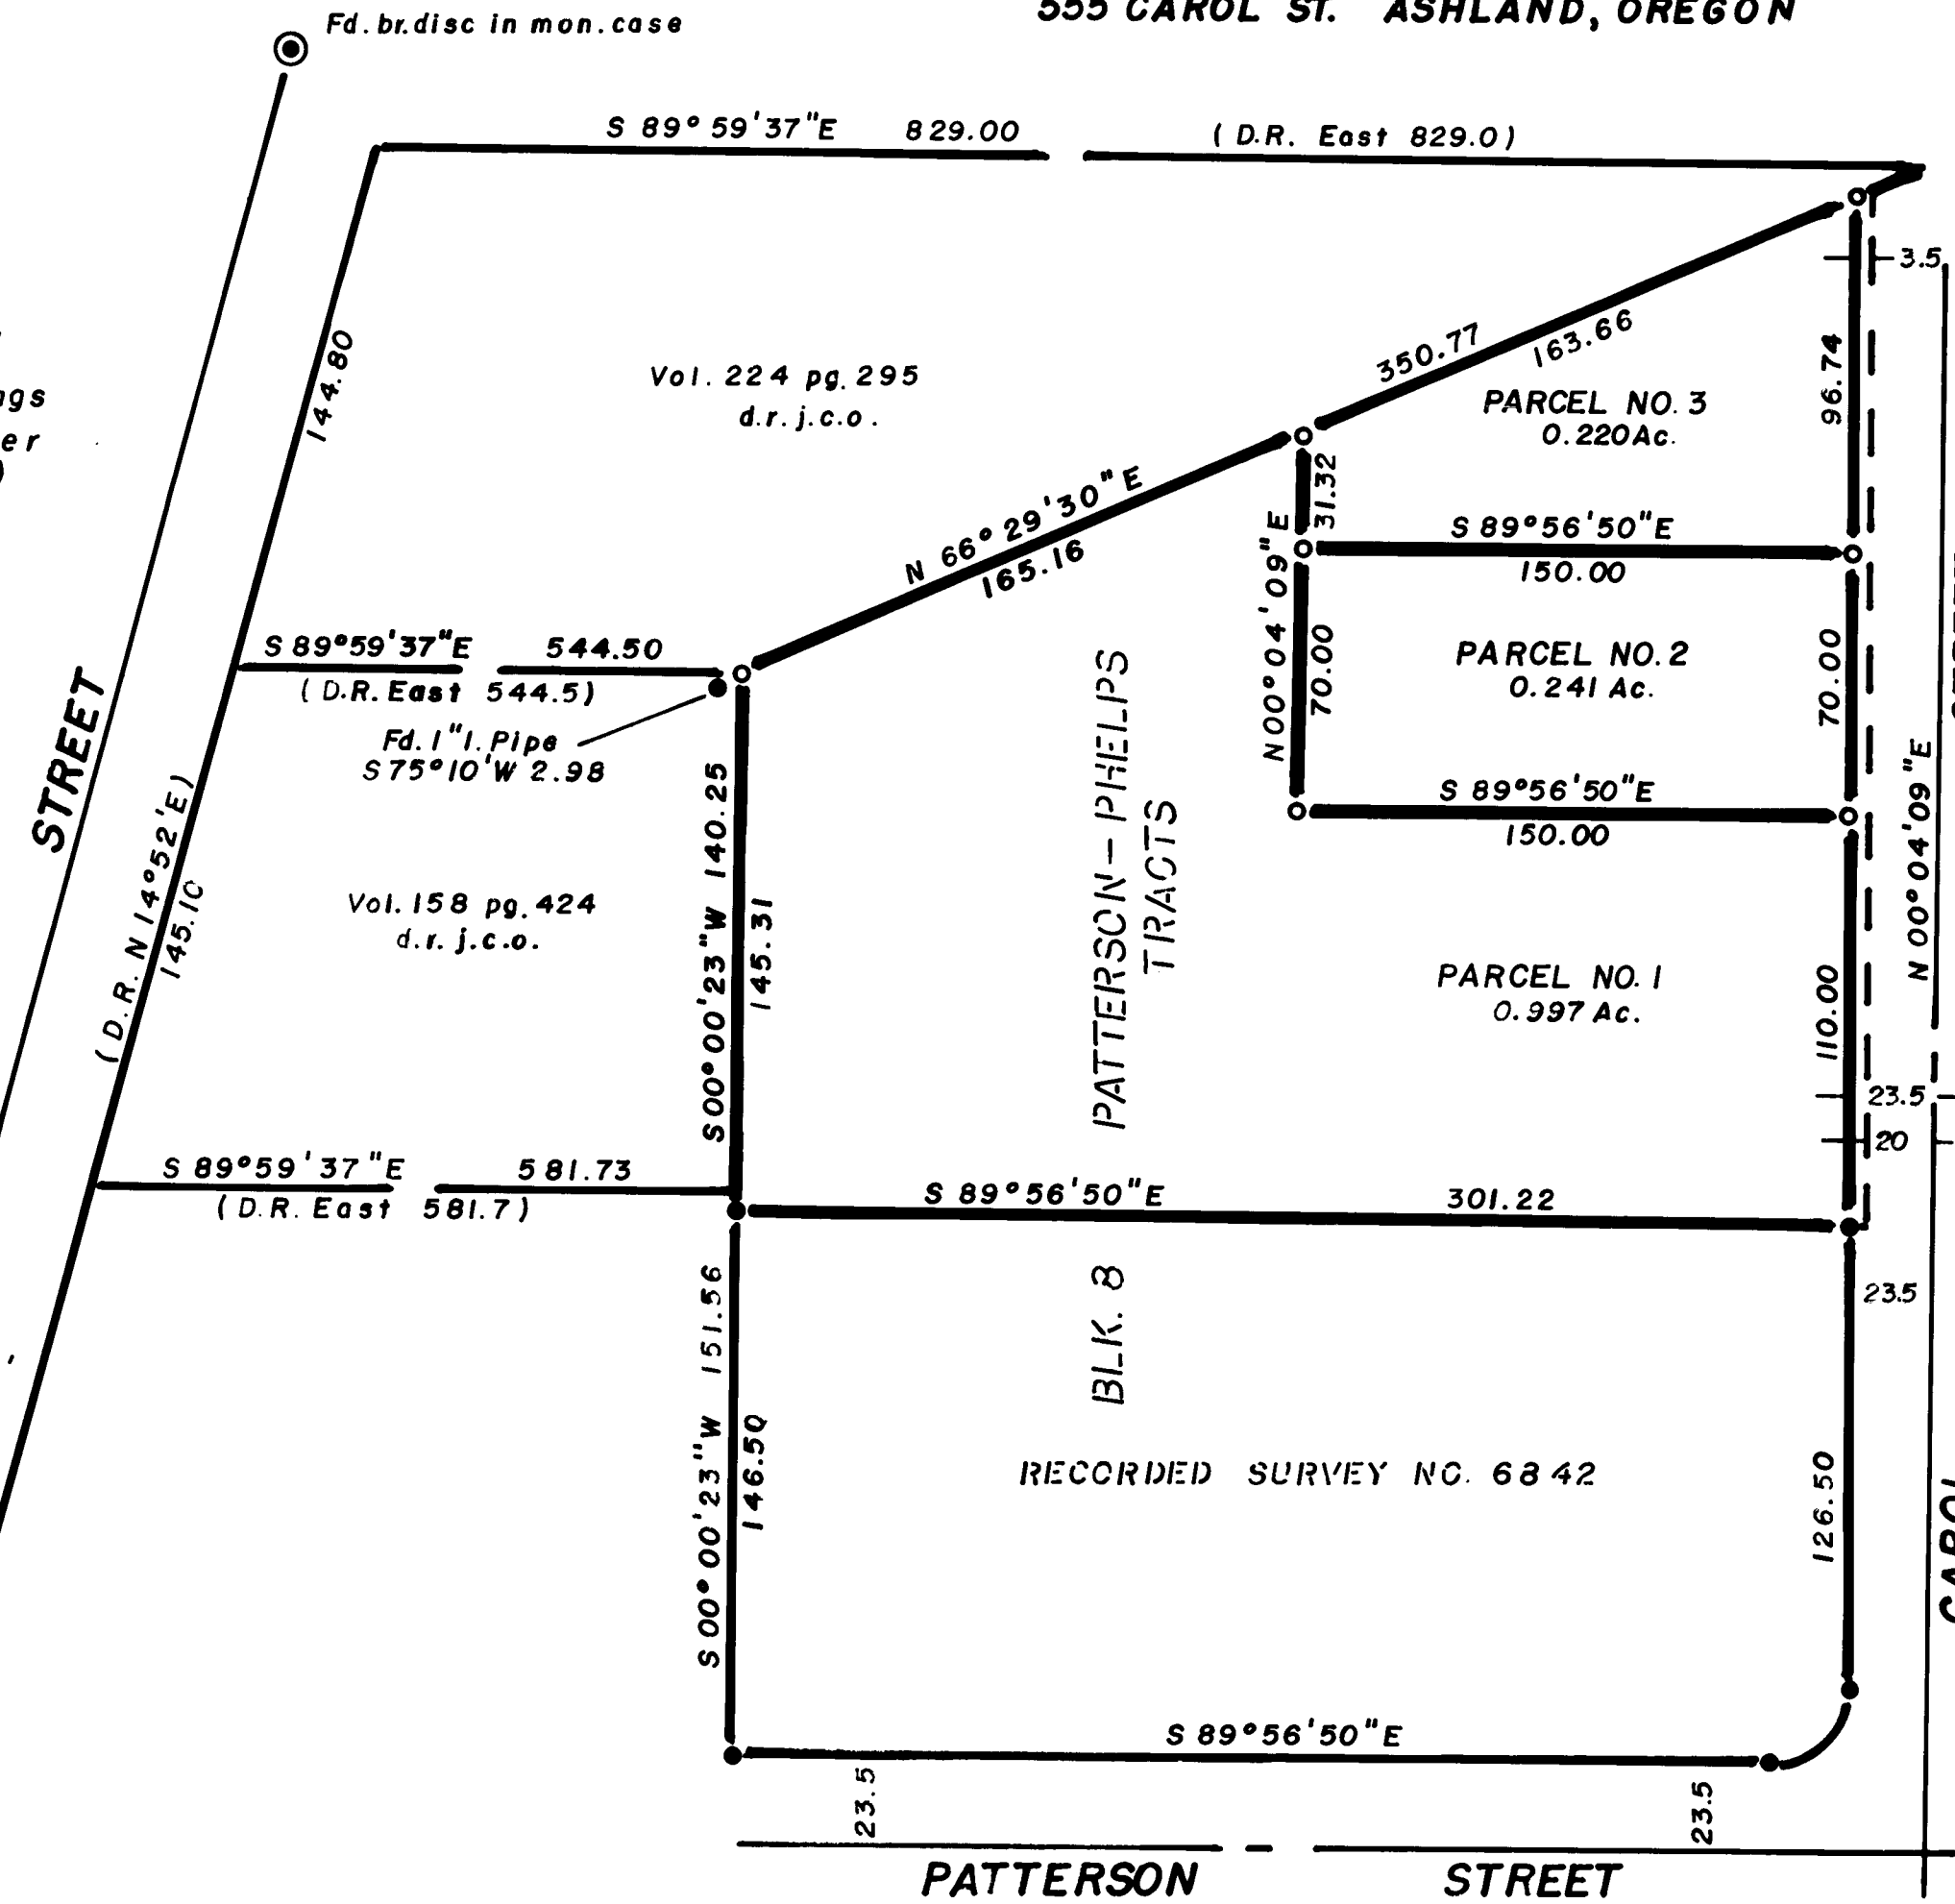 555 CAROL ST. ASHLAND, OREGON
Fd. br. disc in mon. case
S 89° 59' 37" E 829.00 (D.R. East 829.0)
3.5
144.80
Vol. 224 pg. 295
d.r. j.c.o.
350.77
163.66
96.74
PARCEL NO. 3
0.220 Ac.
N 66° 29' 30" E
165.16
31.32
S 89° 56' 50" E
150.00
N 00° 04' 09" E
70.00
PARCEL NO. 2
0.241 Ac.
70.00
S 89° 59' 37" E 544.50
(D.R. East 544.5)
Fd. 1" I. Pipe
S 75° 10' W 2.98
STREET
S 89° 56' 50" E
150.00
N 00° 04' 09" E
(D.R. N 14° 52' E)
145.10
Vol. 158 pg. 424
d.r. j.c.o.
S 00° 00' 23" W 140.25
145.31
PATTERSON - PHELPS
TRACTS
PARCEL NO. 1
0.997 Ac.
110.00
23.5
20
S 89° 59' 37" E 581.73
(D.R. East 581.7)
S 89° 56' 50" E 301.22
BLK. 8
23.5
S 00° 00' 23" W 151.56
146.50
RECORDED SURVEY NO. 6842
126.50
CAROL
S 89° 56' 50" E
23.5
23.5
PATTERSON STREET